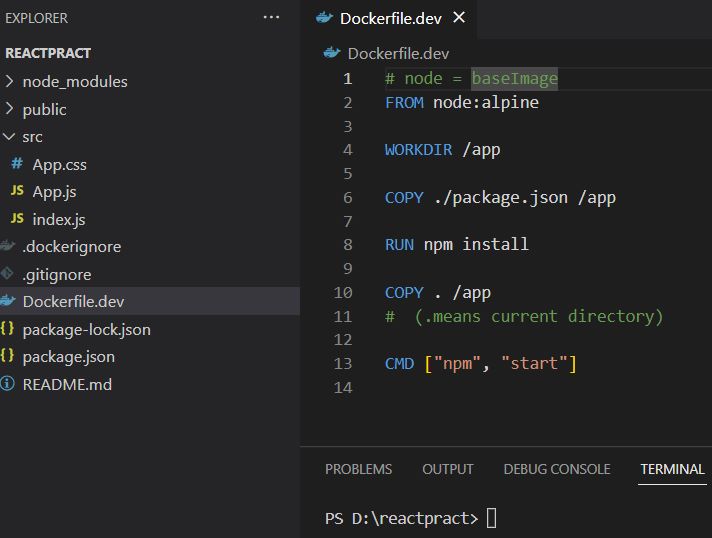 EXPLORER
···
REACTPRACT
node_modules
public
src
# App.css
JS App.js
JS index.js
.dockerignore
.gitignore
Dockerfile.dev
{} package-lock.json
{} package.json
README.md
Dockerfile.dev ×
Dockerfile.dev
1 # node = baseImage
2 FROM node:alpine
3
4 WORKDIR /app
5
6 COPY ./package.json /app
7
8 RUN npm install
9
10 COPY . /app
11 #  (.means current directory)
12
13 CMD ["npm", "start"]
14
PROBLEMS OUTPUT DEBUG CONSOLE TERMINAL
PS D:\reactpract>